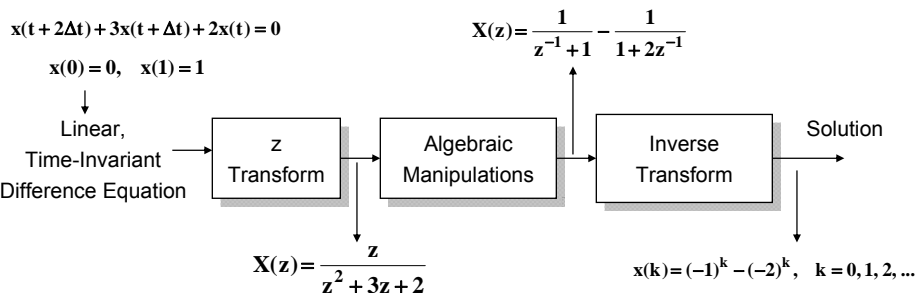 x(t + 2Δt) + 3x(t + Δt) + 2x(t) = 0
x(0) = 0, x(1) = 1
Linear,
Time-Invariant
Difference Equation
z
Transform
X(z) = z / (z² + 3z + 2)
Algebraic
Manipulations
X(z) = 1 / (z⁻¹ + 1) − 1 / (1 + 2z⁻¹)
Inverse
Transform
Solution
x(k) = (−1)ᵏ − (−2)ᵏ, k = 0, 1, 2, ...